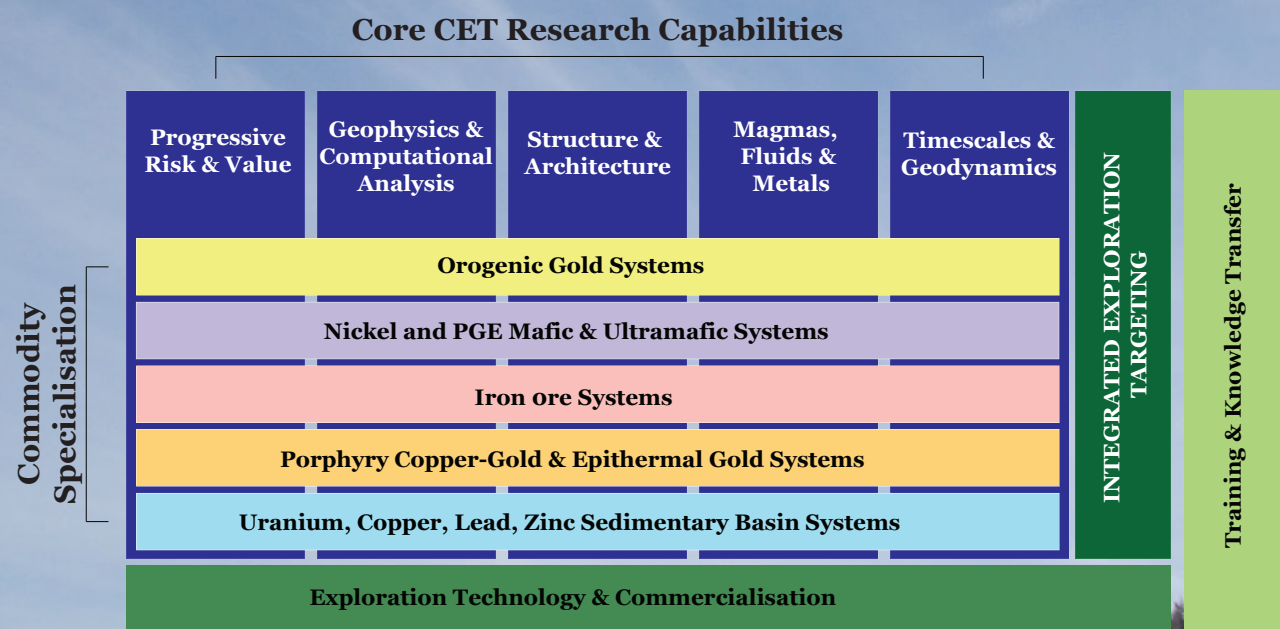 Core CET Research Capabilities
Progressive
Risk & Value
Geophysics &
Computational
Analysis
Structure &
Architecture
Magmas,
Fluids &
Metals
Timescales &
Geodynamics
Commodity
Specialisation
Orogenic Gold Systems
Nickel and PGE Mafic & Ultramafic Systems
Iron ore Systems
Porphyry Copper-Gold & Epithermal Gold Systems
Uranium, Copper, Lead, Zinc Sedimentary Basin Systems
INTEGRATED EXPLORATION
TARGETING
Training & Knowledge Transfer
Exploration Technology & Commercialisation